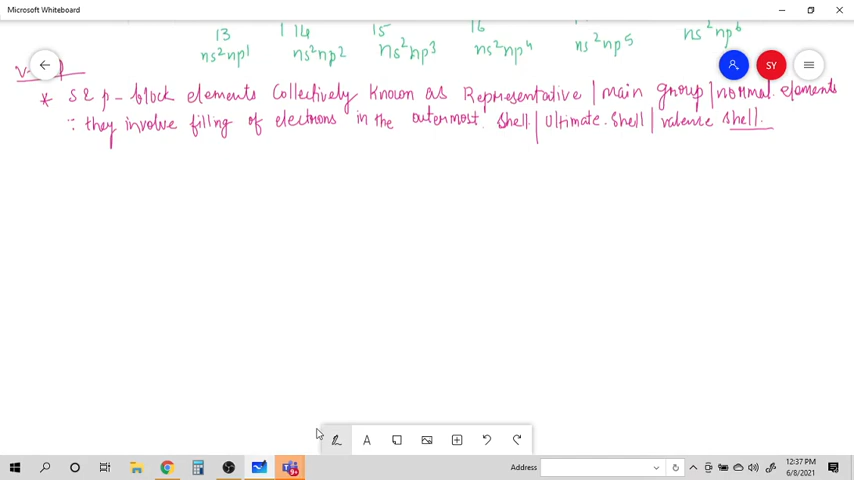 Microsoft Whiteboard
13 14 15 16
ns²np¹ ns²np² ns²np³ ns²np⁴ ns²np⁵ ns²np⁶
* S & p - block elements Collectively Known as Representative | main group | normal elements
∵ they involve filling of electrons in the outermost shell | Ultimate shell | valence shell.
SY
A
9+
Address
12:37 PM
6/8/2021